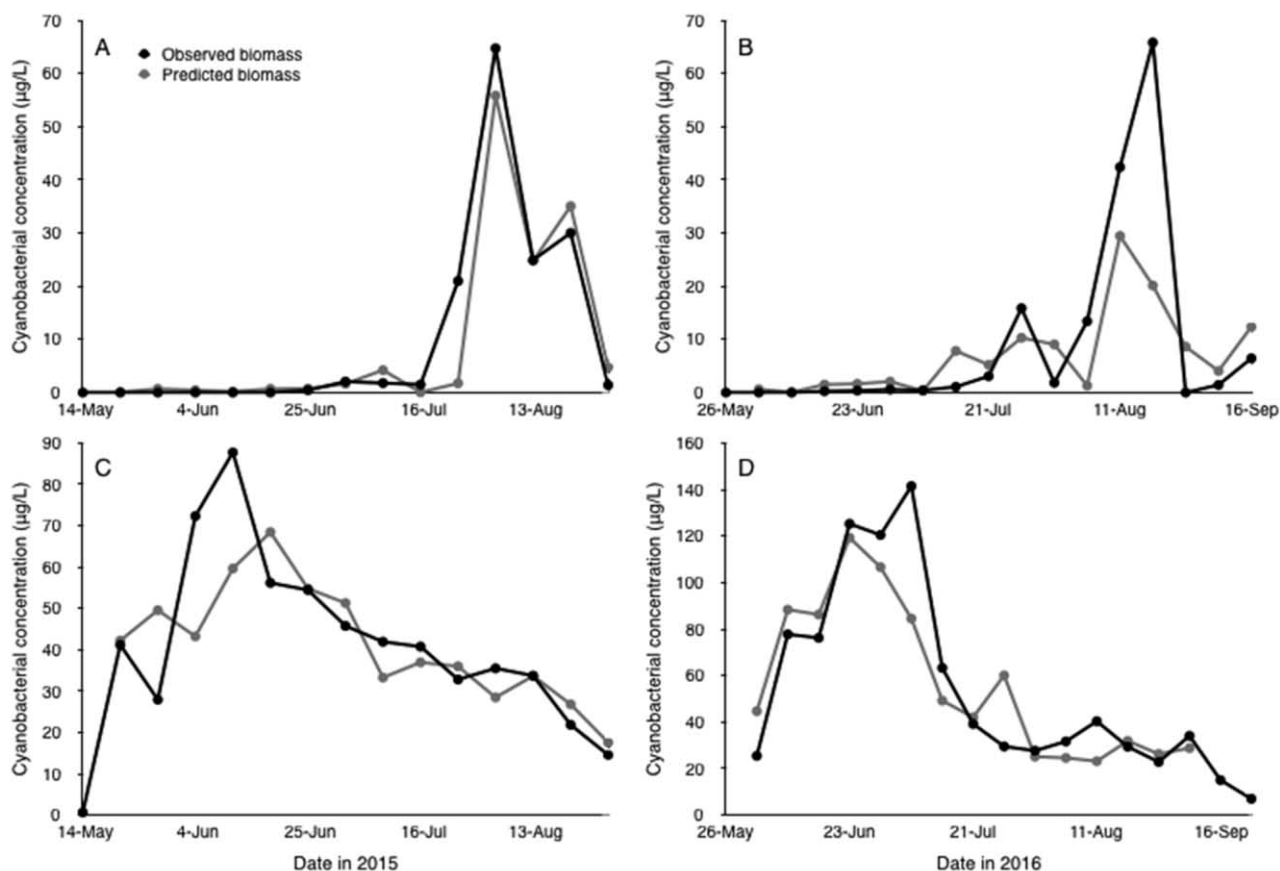 A
Observed biomass
Predicted biomass
Cyanobacterial concentration (µg/L)
70
60
50
40
30
20
10
0
14-May 4-Jun 25-Jun 16-Jul 13-Aug
B
Cyanobacterial concentration (µg/L)
70
60
50
40
30
20
10
0
26-May 23-Jun 21-Jul 11-Aug 16-Sep
C
Cyanobacterial concentration (µg/L)
90
80
70
60
50
40
30
20
10
0
14-May 4-Jun 25-Jun 16-Jul 13-Aug
Date in 2015
D
Cyanobacterial concentration (µg/L)
160
140
120
100
80
60
40
20
0
26-May 23-Jun 21-Jul 11-Aug 16-Sep
Date in 2016